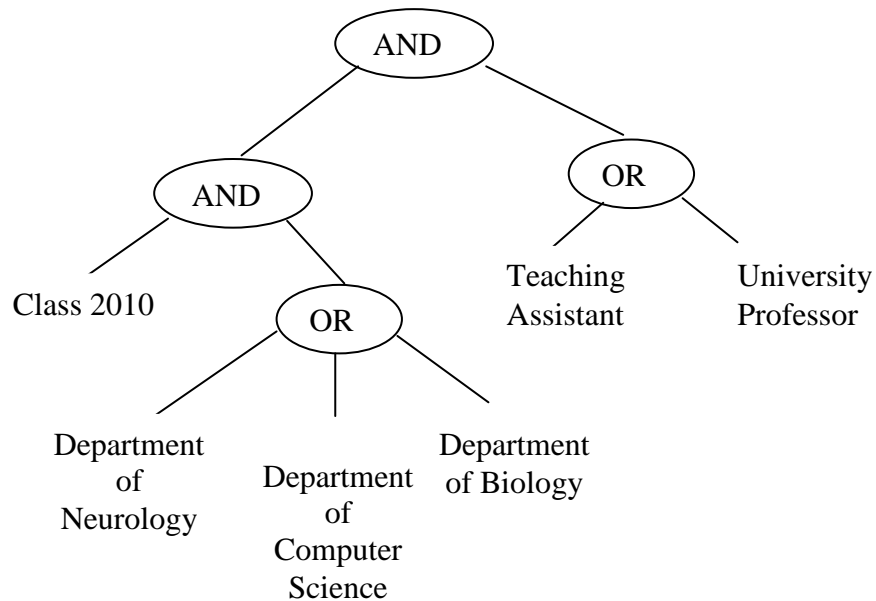 AND
AND
OR
Class 2010
OR
Teaching
Assistant
University
Professor
Department
of
Neurology
Department
of
Computer
Science
Department
of Biology